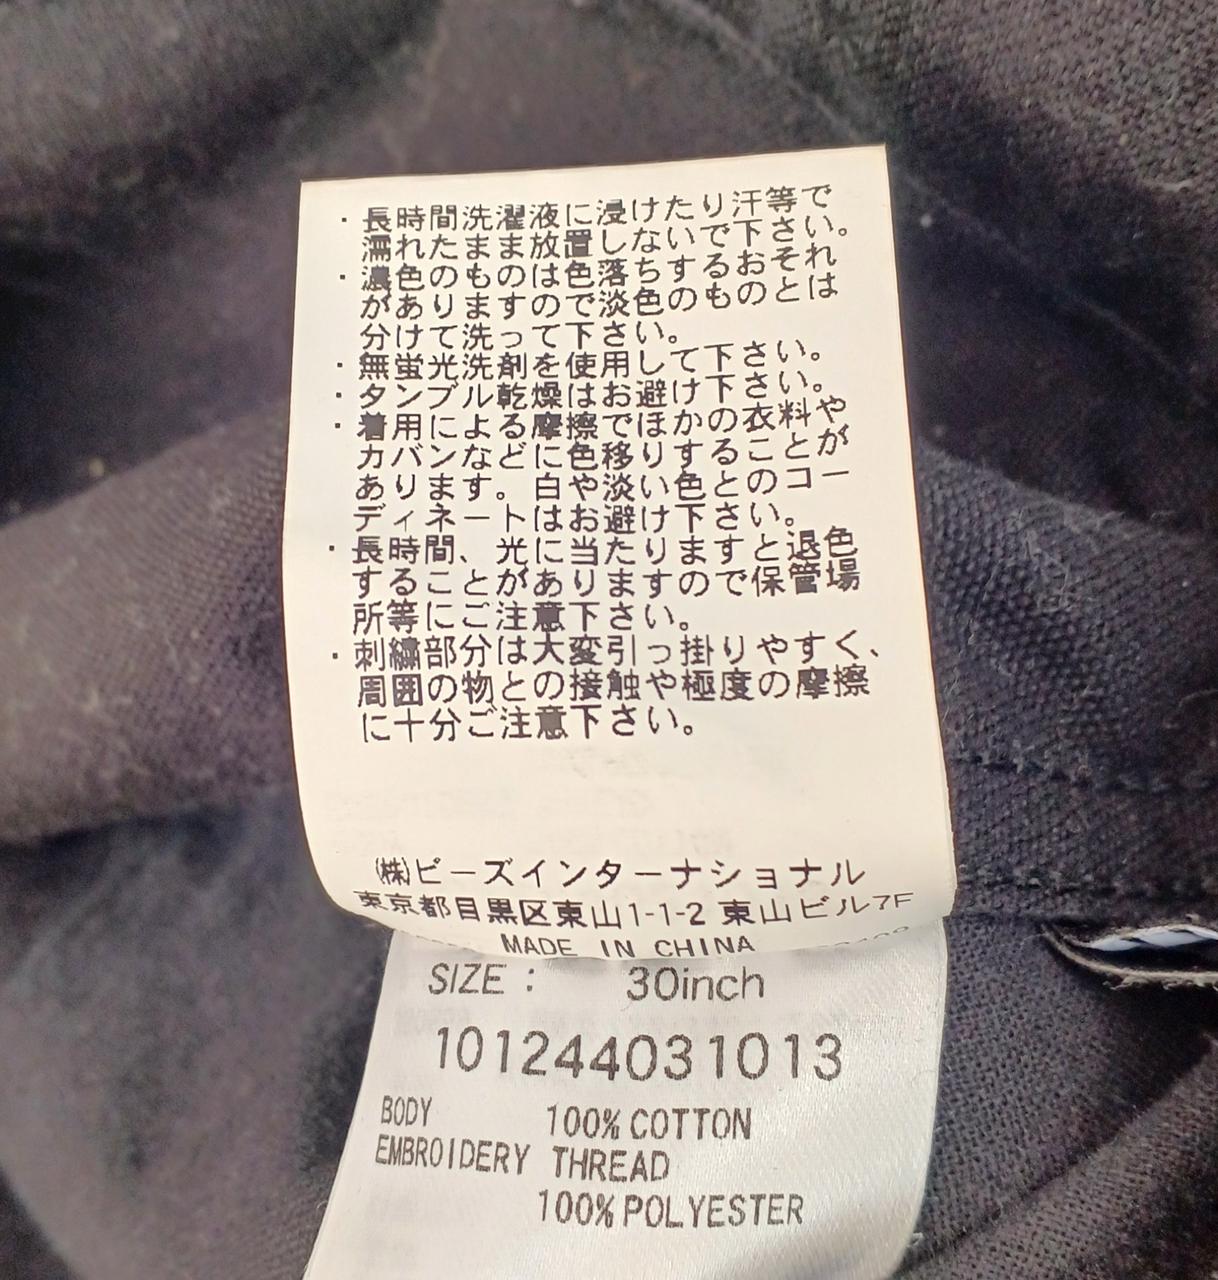 ・長時間洗濯液に浸けたり汗等で
濡れたまま放置しないで下さい。
・濃色のものは色落ちするおそれ
がありますので淡色のものとは
分けて洗って下さい。
・無蛍光洗剤を使用して下さい。
・タンブル乾燥はお避け下さい。
・着用による摩擦でほかの衣料や
カバンなどに色移りすることが
あります。白や淡い色とのコー
ディネートはお避け下さい。
・長時間、光に当たりますと退色
することがありますので保管場
所等にご注意下さい。
・刺繍部分は大変引っ掛りやすく、
周囲の物との接触や極度の摩擦
に十分ご注意下さい。
㈱ピーズインターナショナル
東京都目黒区東山1-1-2 東山ビル7F
MADE IN CHINA
SIZE : 30inch
101244031013
BODY 100% COTTON
EMBROIDERY THREAD
100% POLYESTER